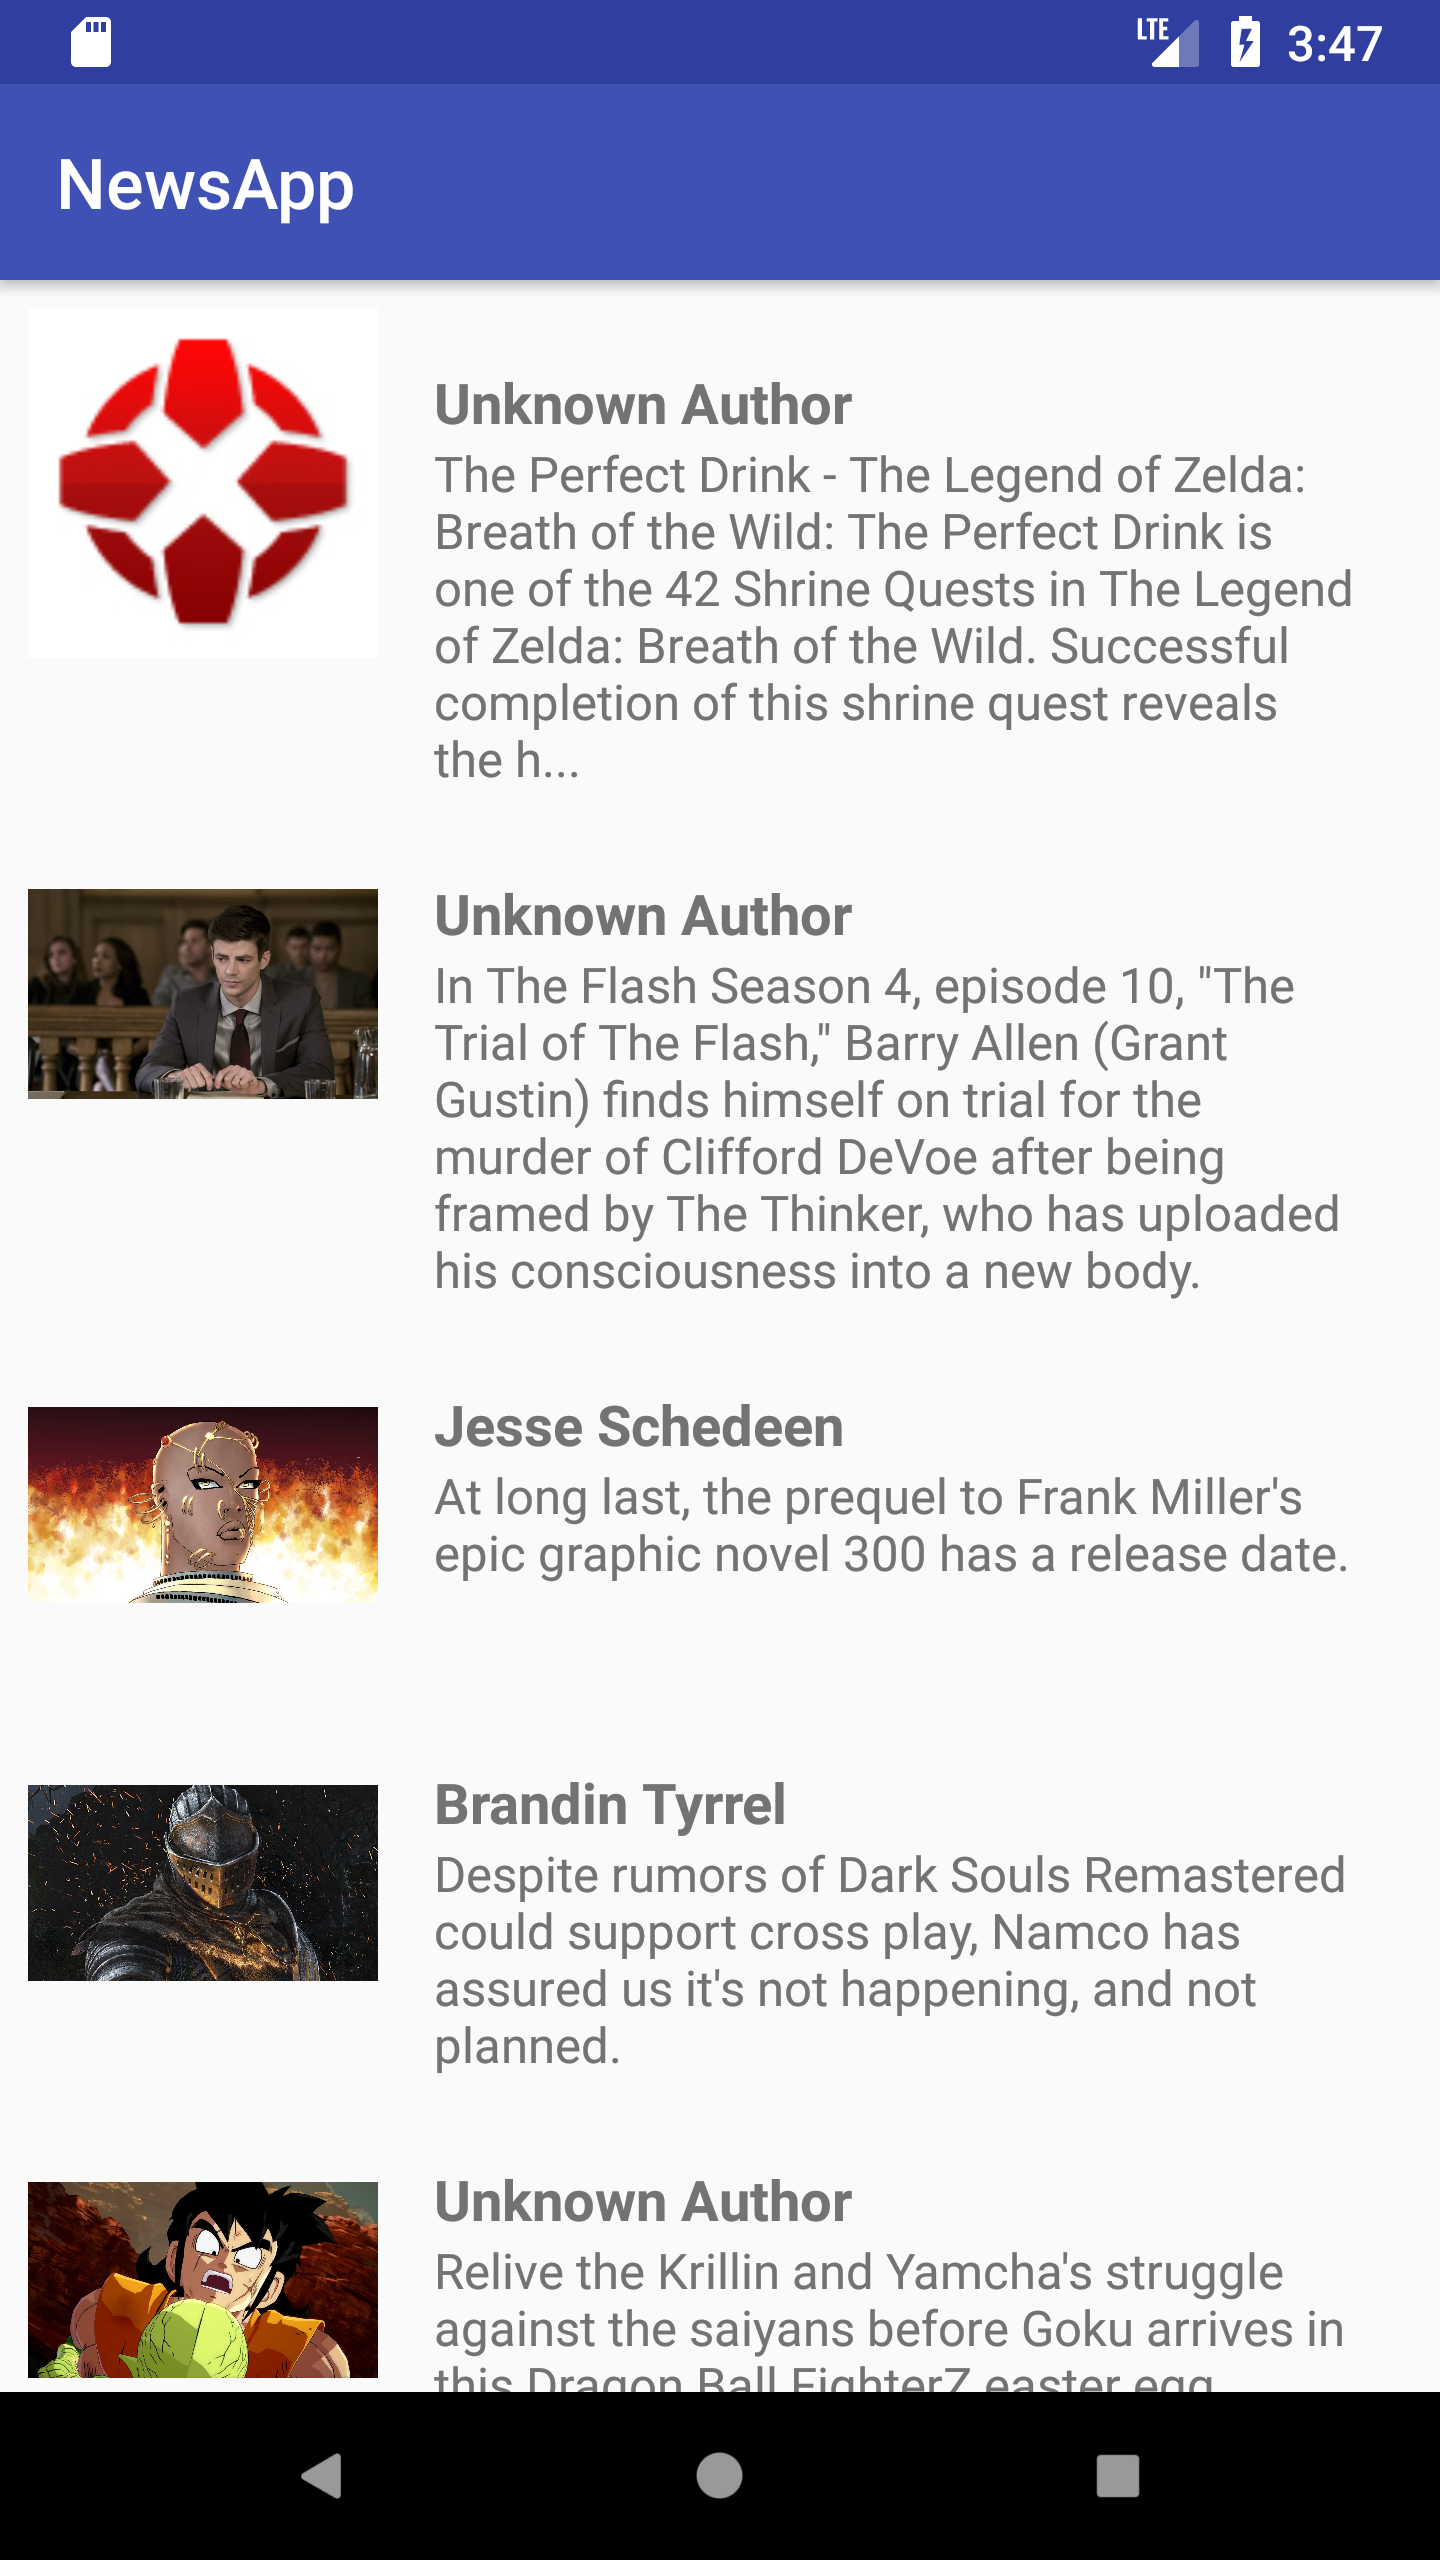 LTE 3:47
NewsApp
Unknown Author
The Perfect Drink - The Legend of Zelda:
Breath of the Wild: The Perfect Drink is
one of the 42 Shrine Quests in The Legend
of Zelda: Breath of the Wild. Successful
completion of this shrine quest reveals
the h...
Unknown Author
In The Flash Season 4, episode 10, "The
Trial of The Flash," Barry Allen (Grant
Gustin) finds himself on trial for the
murder of Clifford DeVoe after being
framed by The Thinker, who has uploaded
his consciousness into a new body.
Jesse Schedeen
At long last, the prequel to Frank Miller's
epic graphic novel 300 has a release date.
Brandin Tyrrel
Despite rumors of Dark Souls Remastered
could support cross play, Namco has
assured us it's not happening, and not
planned.
Unknown Author
Relive the Krillin and Yamcha's struggle
against the saiyans before Goku arrives in
this Dragon Ball FighterZ easter egg